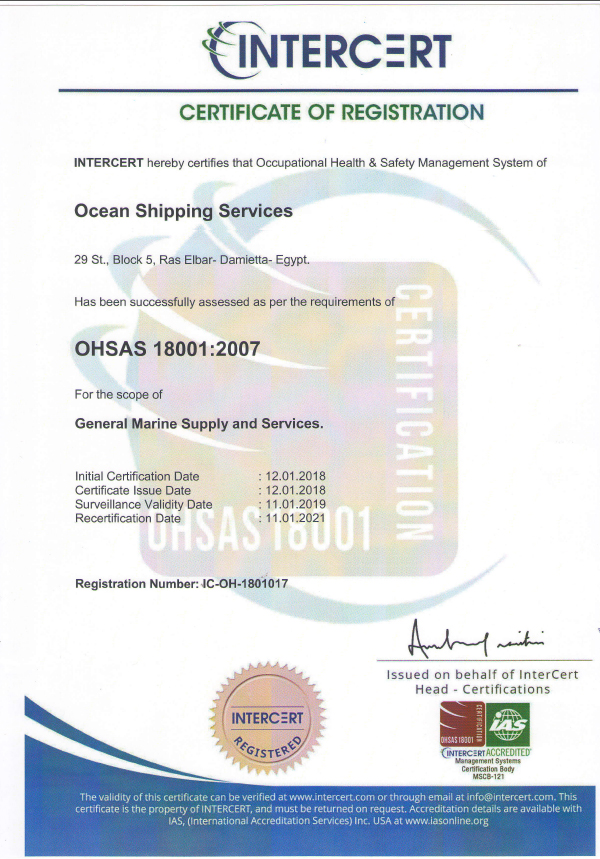 INTERCERT
CERTIFICATE OF REGISTRATION
INTERCERT hereby certifies that Occupational Health & Safety Management System of
Ocean Shipping Services
29 St., Block 5, Ras Elbar- Damietta- Egypt.
Has been successfully assessed as per the requirements of
OHSAS 18001:2007
For the scope of
General Marine Supply and Services.
Initial Certification Date : 12.01.2018
Certificate Issue Date : 12.01.2018
Surveillance Validity Date : 11.01.2019
Recertification Date : 11.01.2021
CERTIFICATION
OHSAS 18001
Registration Number: IC-OH-1801017
Issued on behalf of InterCert
Head - Certifications
INTERCERT
REGISTERED
CERTIFICATION
OHSAS 18001
IAS
INTERCERT ACCREDITED
Management Systems
Certification Body
MSCB-121
The validity of this certificate can be verified at www.intercert.com or through email at info@intercert.com. This
certificate is the property of INTERCERT, and must be returned on request. Accreditation details are available with
IAS, (International Accreditation Services) Inc. USA at www.iasonline.org